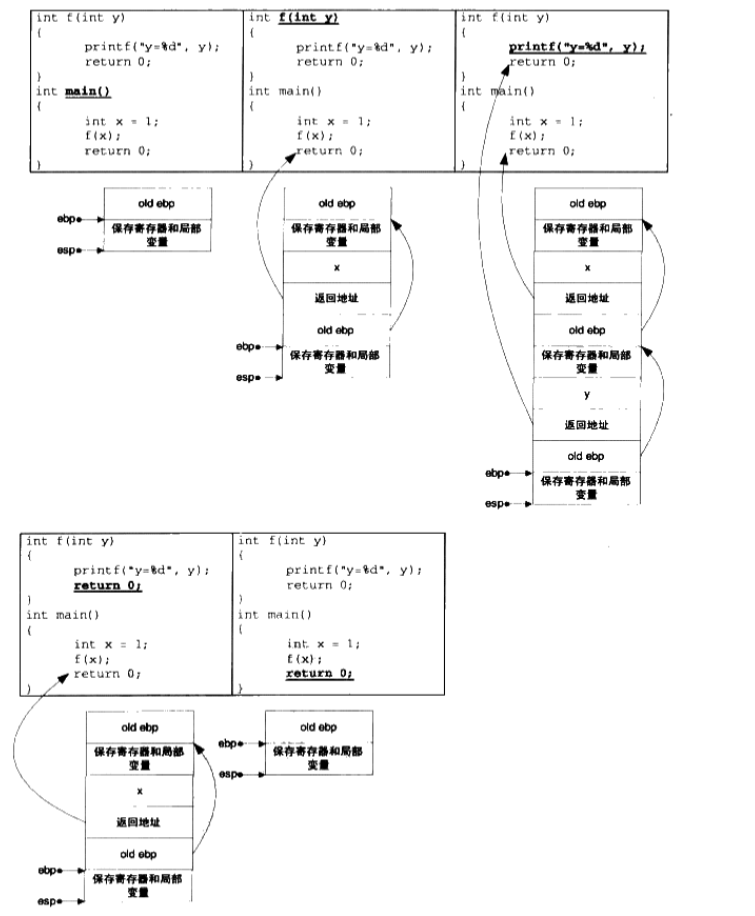 int f(int y)
{
printf("y=%d", y);
return 0;
}
int main()
{
int x = 1;
f(x);
return 0;
}
int f(int y)
{
printf("y=%d", y);
return 0;
}
int main()
{
int x = 1;
f(x);
return 0;
}
int f(int y)
{
printf("y=%d", y);
return 0;
}
int main()
{
int x = 1;
f(x);
return 0;
}
old ebp
ebp
保存寄存器和局部
变量
esp
old ebp
保存寄存器和局部
变量
x
返回地址
old ebp
ebp
保存寄存器和局部
变量
esp
old ebp
保存寄存器和局部
变量
x
返回地址
old ebp
保存寄存器和局部
变量
y
返回地址
old ebp
ebp
保存寄存器和局部
变量
esp
int f(int y)
{
printf("y=%d", y);
return 0;
}
int main()
{
int x = 1;
f(x);
return 0;
}
int f(int y)
{
printf("y=%d", y);
return 0;
}
int main()
{
int x = 1;
f(x);
return 0;
}
old ebp
保存寄存器和局部
变量
x
返回地址
old ebp
ebp
保存寄存器和局部
变量
esp
old ebp
ebp
保存寄存器和局部
变量
esp